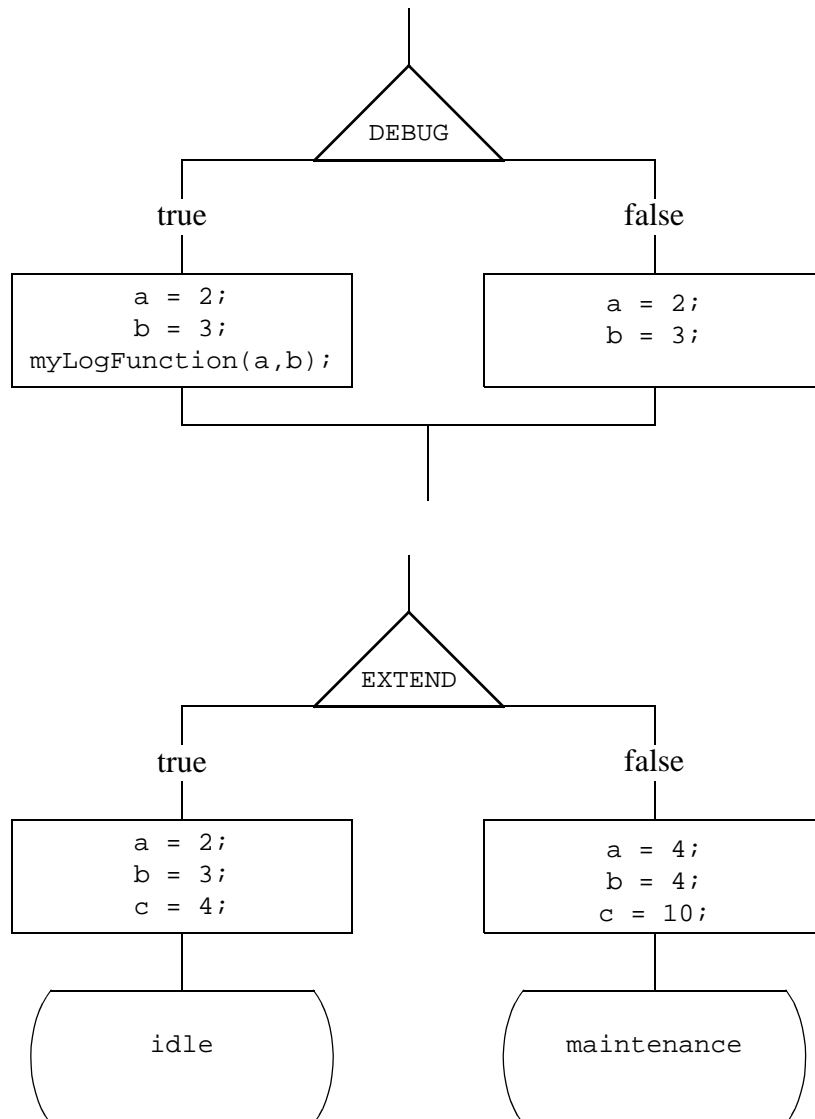 DEBUG
true
false
a = 2;
b = 3;
myLogFunction(a,b);
a = 2;
b = 3;
EXTEND
true
false
a = 2;
b = 3;
c = 4;
a = 4;
b = 4;
c = 10;
idle
maintenance